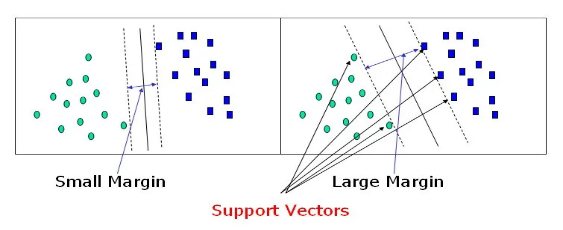 Small Margin
Large Margin
Support Vectors